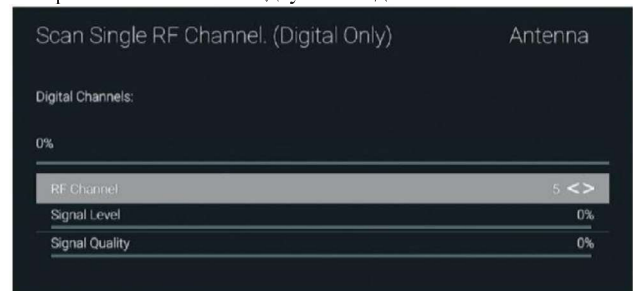 Scan Single RF Channel. (Digital Only) Antenna
Digital Channels:
0%
RF Channel 5 <>
Signal Level 0%
Signal Quality 0%